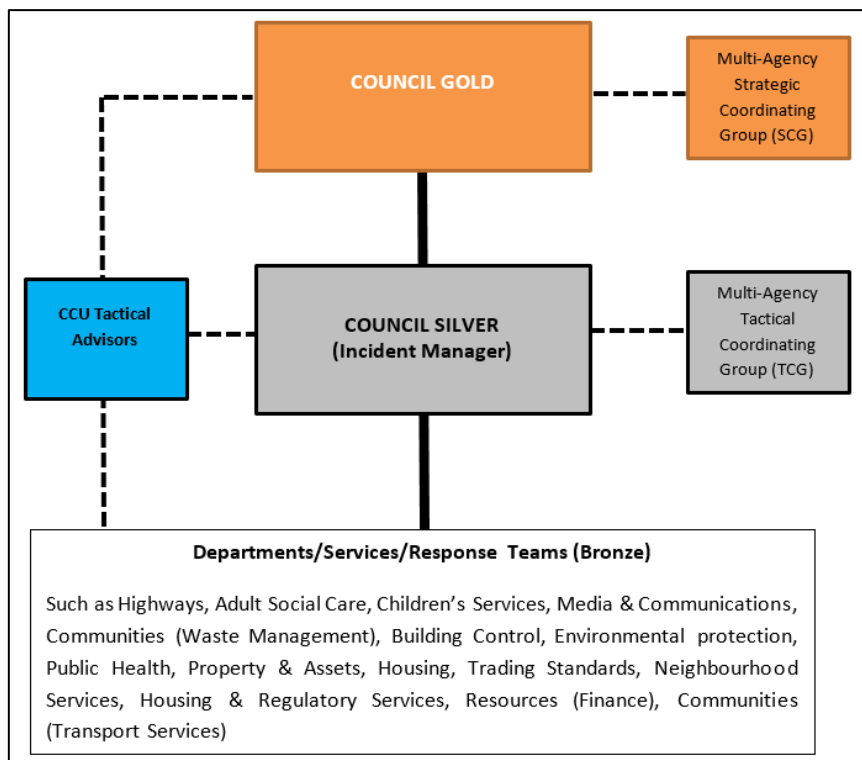 COUNCIL GOLD
Multi-Agency
Strategic
Coordinating
Group (SCG)
CCU Tactical
Advisors
COUNCIL SILVER
(Incident Manager)
Multi-Agency
Tactical
Coordinating
Group (TCG)
Departments/Services/Response Teams (Bronze)
Such as Highways, Adult Social Care, Children’s Services, Media & Communications,
Communities (Waste Management), Building Control, Environmental protection,
Public Health, Property & Assets, Housing, Trading Standards, Neighbourhood
Services, Housing & Regulatory Services, Resources (Finance), Communities
(Transport Services)